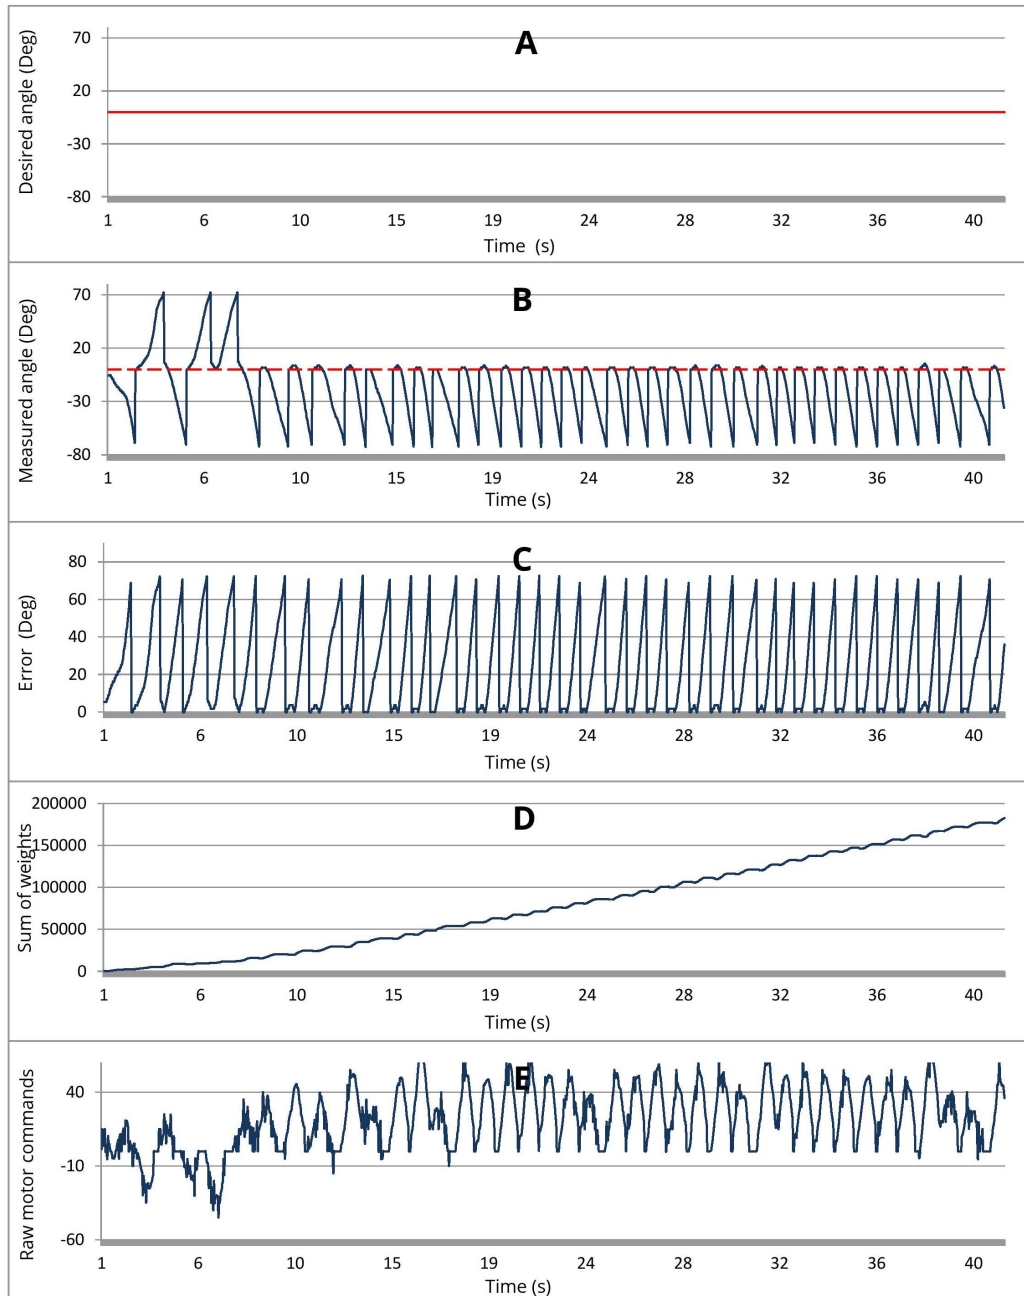 A
Desired angle (Deg)
70
20
-30
-80
1 6 10 15 19 24 28 32 36 40
Time (s)
B
Measured angle (Deg)
70
20
-30
-80
1 6 10 15 19 24 28 32 36 40
Time (s)
C
Error (Deg)
80
60
40
20
0
1 6 10 15 19 24 28 32 36 40
Time (s)
D
Sum of weights
200000
150000
100000
50000
0
1 6 10 15 19 24 28 32 36 40
Time (s)
E
Raw motor commands
40
-10
-60
1 6 10 15 19 24 28 32 36 40
Time (s)